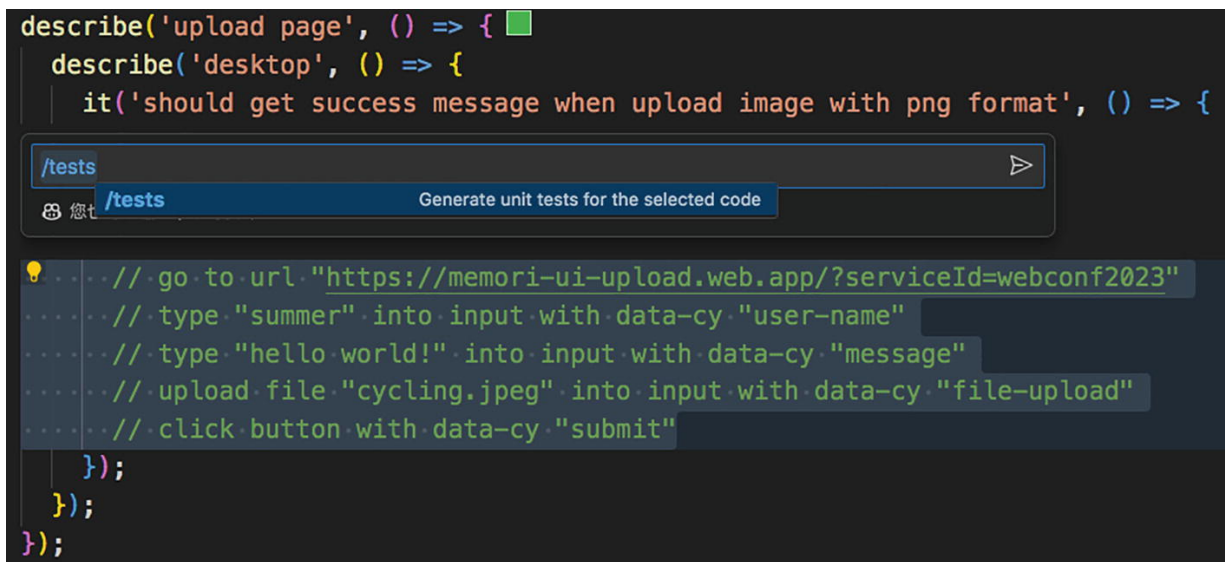 describe('upload page', () => {
describe('desktop', () => {
it('should get success message when upload image with png format', () => {
/tests
/tests Generate unit tests for the selected code
您
// go to url "https://memori-ui-upload.web.app/?serviceId=webconf2023"
// type "summer" into input with data-cy "user-name"
// type "hello world!" into input with data-cy "message"
// upload file "cycling.jpeg" into input with data-cy "file-upload"
// click button with data-cy "submit"
});
});
});